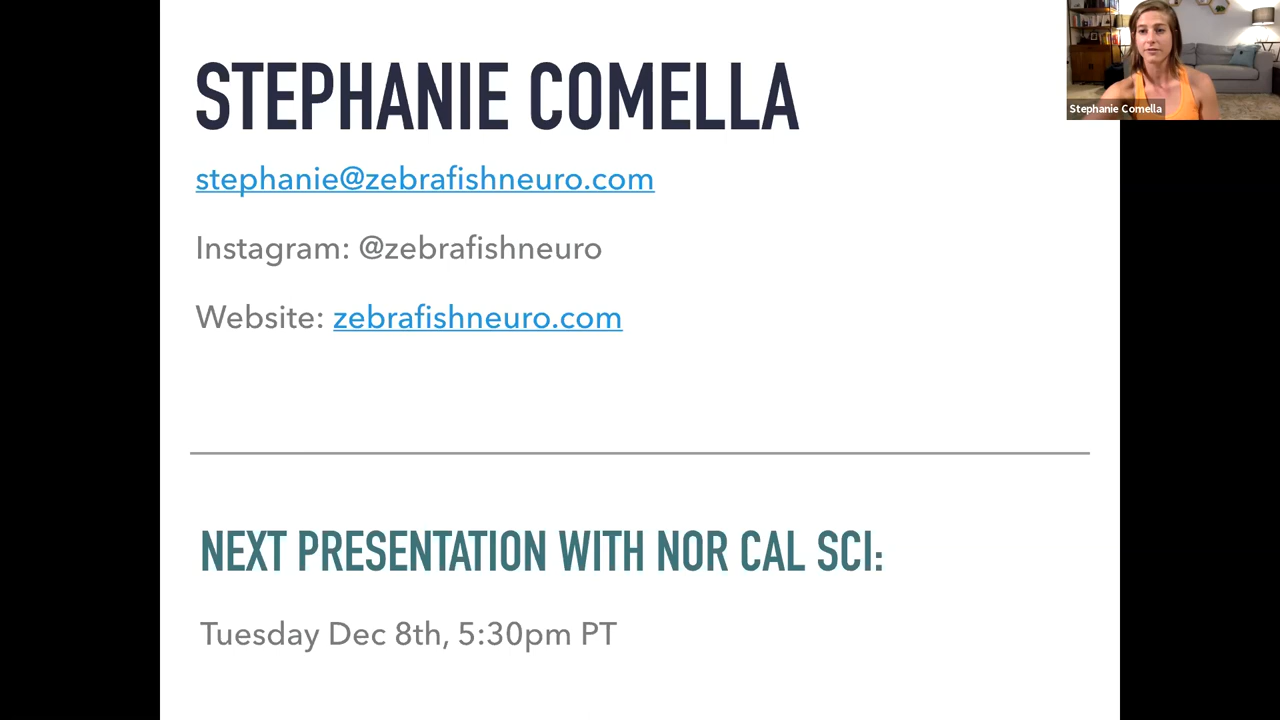 STEPHANIE COMELLA
stephanie@zebrafishneuro.com
Instagram: @zebrafishneuro
Website: zebrafishneuro.com
NEXT PRESENTATION WITH NOR CAL SCI:
Tuesday Dec 8th, 5:30pm PT
Stephanie Comella